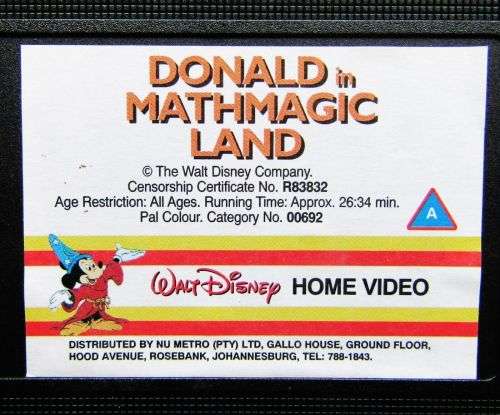 DONALD in
MATHMAGIC
LAND
© The Walt Disney Company.
Censorship Certificate No. R83832
Age Restriction: All Ages. Running Time: Approx. 26:34 min.
Pal Colour. Category No. 00692
A
WALT DISNEY HOME VIDEO
DISTRIBUTED BY NU METRO (PTY) LTD, GALLO HOUSE, GROUND FLOOR,
HOOD AVENUE, ROSEBANK, JOHANNESBURG, TEL: 788-1843.